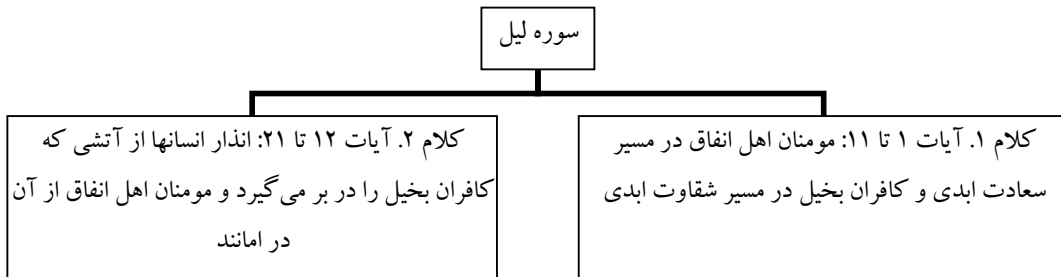 سوره لیل
کلام ۱. آیات ۱ تا ۱۱: مومنان اهل انفاق در مسیر
سعادت ابدی و کافران بخیل در مسیر شقاوت ابدی
کلام ۲. آیات ۱۲ تا ۲۱: انذار انسانها از آتشی که
کافران بخیل را در بر می‌گیرد و مومنان اهل انفاق از آن
در امانند